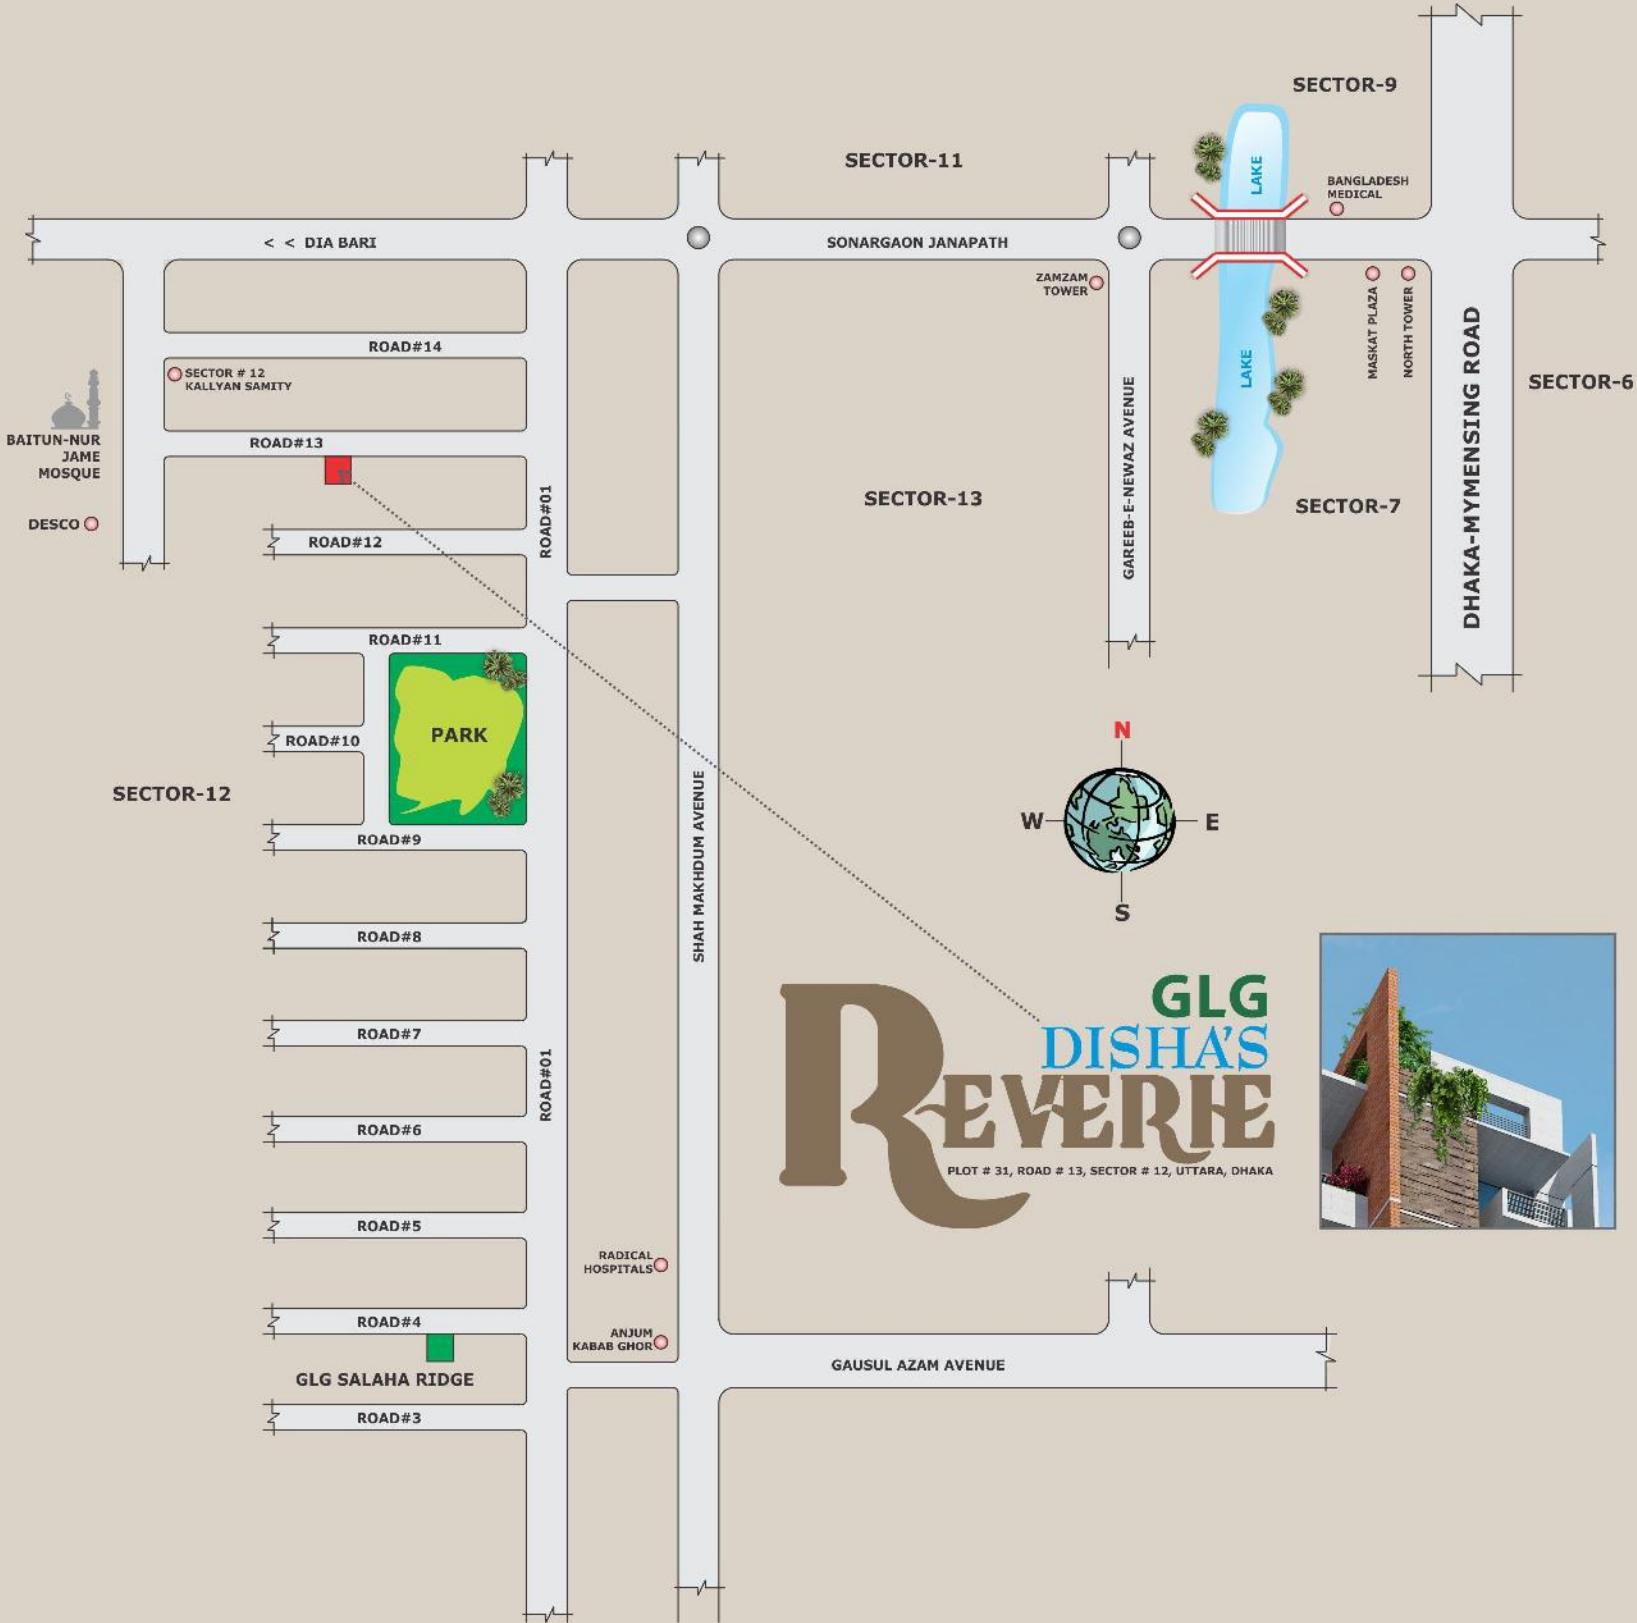 SECTOR-9
SECTOR-11
LAKE
BANGLADESH
MEDICAL
< < DIA BARI
SONARGAON JANAPATH
ZAMZAM
TOWER
MASKAT PLAZA
NORTH TOWER
ROAD#14
SECTOR # 12
KALLYAN SAMITY
LAKE
DHAKA-MYMENSING ROAD
SECTOR-6
BAITUN-NUR
JAME
MOSQUE
ROAD#13
GAREEB-E-NEWAZ AVENUE
SECTOR-13
SECTOR-7
DESCO
ROAD#01
ROAD#12
ROAD#11
PARK
ROAD#10
N
W
E
S
SECTOR-12
SHAH MAKHDUM AVENUE
ROAD#9
ROAD#8
ROAD#7
GLG
DISHA'S
REVERIE
PLOT # 31, ROAD # 13, SECTOR # 12, UTTARA, DHAKA
ROAD#01
ROAD#6
ROAD#5
RADICAL
HOSPITALS
ROAD#4
ANJUM
KABAB GHOR
GAUSUL AZAM AVENUE
GLG SALAHA RIDGE
ROAD#3